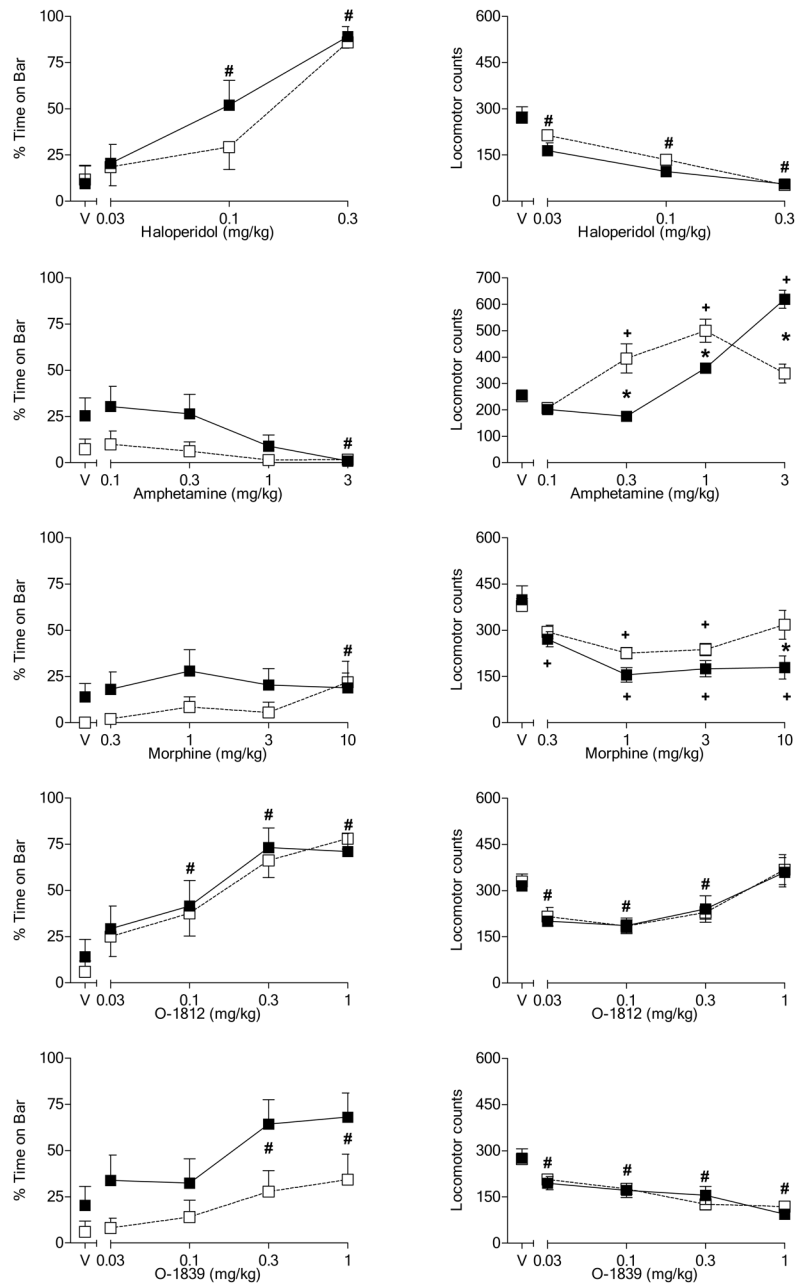 100
75
50
25
0
% Time on Bar
#
#
V 0.03 0.1 0.3
Haloperidol (mg/kg)
600
450
300
150
0
Locomotor counts
#
#
#
V 0.03 0.1 0.3
Haloperidol (mg/kg)
100
75
50
25
0
% Time on Bar
#
V 0.1 0.3 1 3
Amphetamine (mg/kg)
700
600
500
400
300
200
100
0
Locomotor counts
+
+
+
*
*
*
V 0.1 0.3 1 3
Amphetamine (mg/kg)
100
75
50
25
0
% Time on Bar
#
V 0.3 1 3 10
Morphine (mg/kg)
600
450
300
150
0
Locomotor counts
+
+
*
+
+
+
+
V 0.3 1 3 10
Morphine (mg/kg)
100
75
50
25
0
% Time on Bar
#
#
#
V 0.03 0.1 0.3 1
O-1812 (mg/kg)
600
450
300
150
0
Locomotor counts
#
#
#
V 0.03 0.1 0.3 1
O-1812 (mg/kg)
100
75
50
25
0
% Time on Bar
#
#
V 0.03 0.1 0.3 1
O-1839 (mg/kg)
600
450
300
150
0
Locomotor counts
#
#
#
#
V 0.03 0.1 0.3 1
O-1839 (mg/kg)